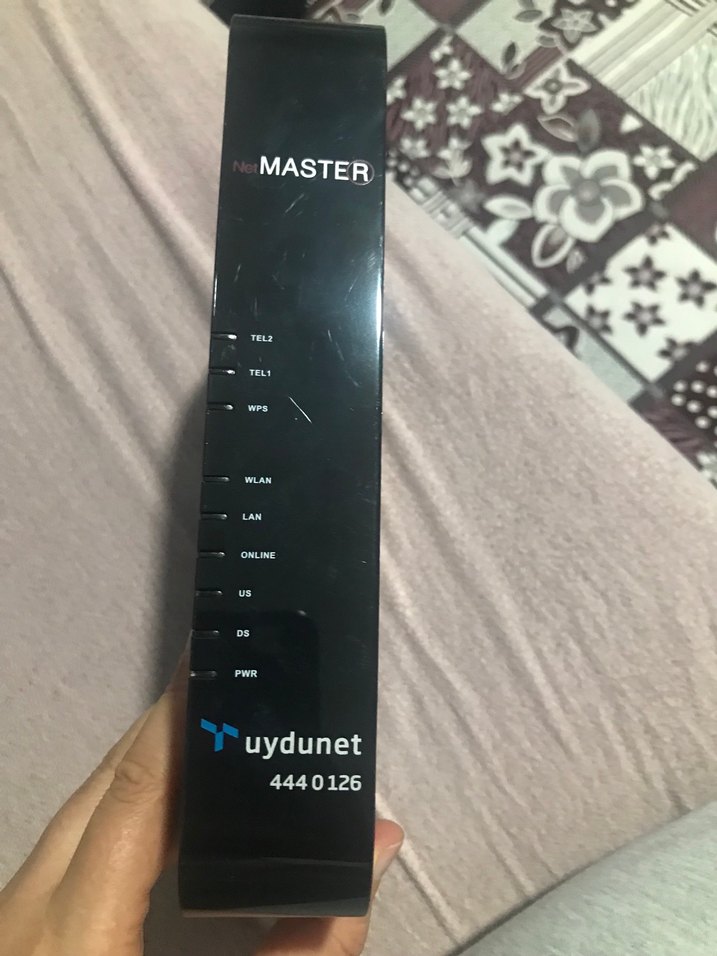 NetMASTER
TEL2
TEL1
WPS
WLAN
LAN
ONLINE
US
DS
PWR
uydunet
444 0 126